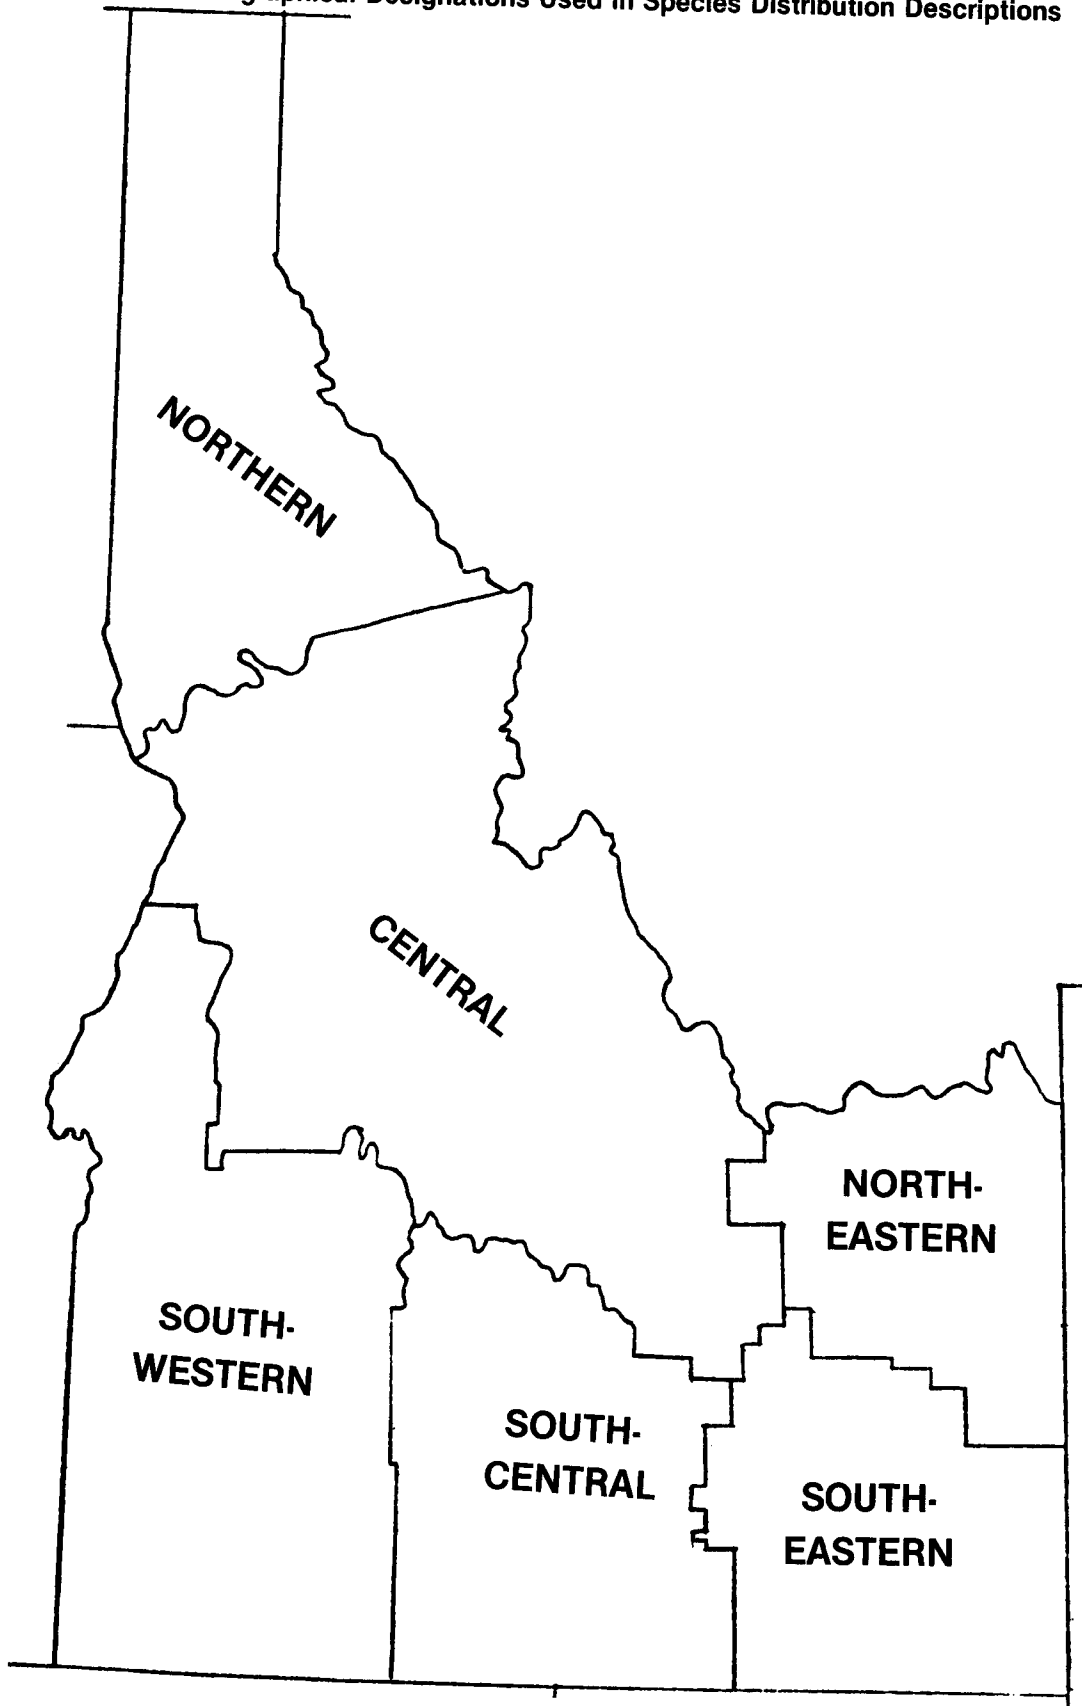 Designations Used in Species Distribution Descriptions
NORTHERN
CENTRAL
NORTH-
EASTERN
SOUTH-
WESTERN
SOUTH-
CENTRAL
SOUTH-
EASTERN